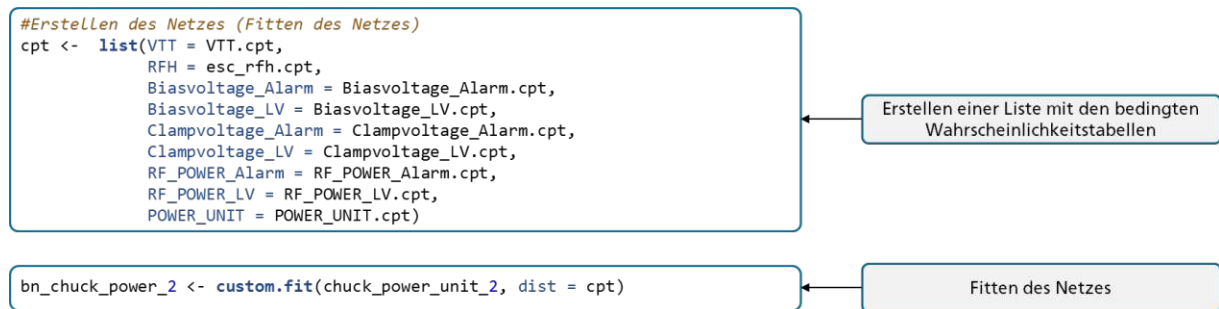 #Erstellen des Netzes (Fitten des Netzes)
cpt <-  list(VTT = VTT.cpt,
             RFH = esc_rfh.cpt,
             Biasvoltage_Alarm = Biasvoltage_Alarm.cpt,
             Biasvoltage_LV = Biasvoltage_LV.cpt,
             Clampvoltage_Alarm = Clampvoltage_Alarm.cpt,
             Clampvoltage_LV = Clampvoltage_LV.cpt,
             RF_POWER_Alarm = RF_POWER_Alarm.cpt,
             RF_POWER_LV = RF_POWER_LV.cpt,
             POWER_UNIT = POWER_UNIT.cpt)
Erstellen einer Liste mit den bedingten
Wahrscheinlichkeitstabellen
bn_chuck_power_2 <- custom.fit(chuck_power_unit_2, dist = cpt)
Fitten des Netzes